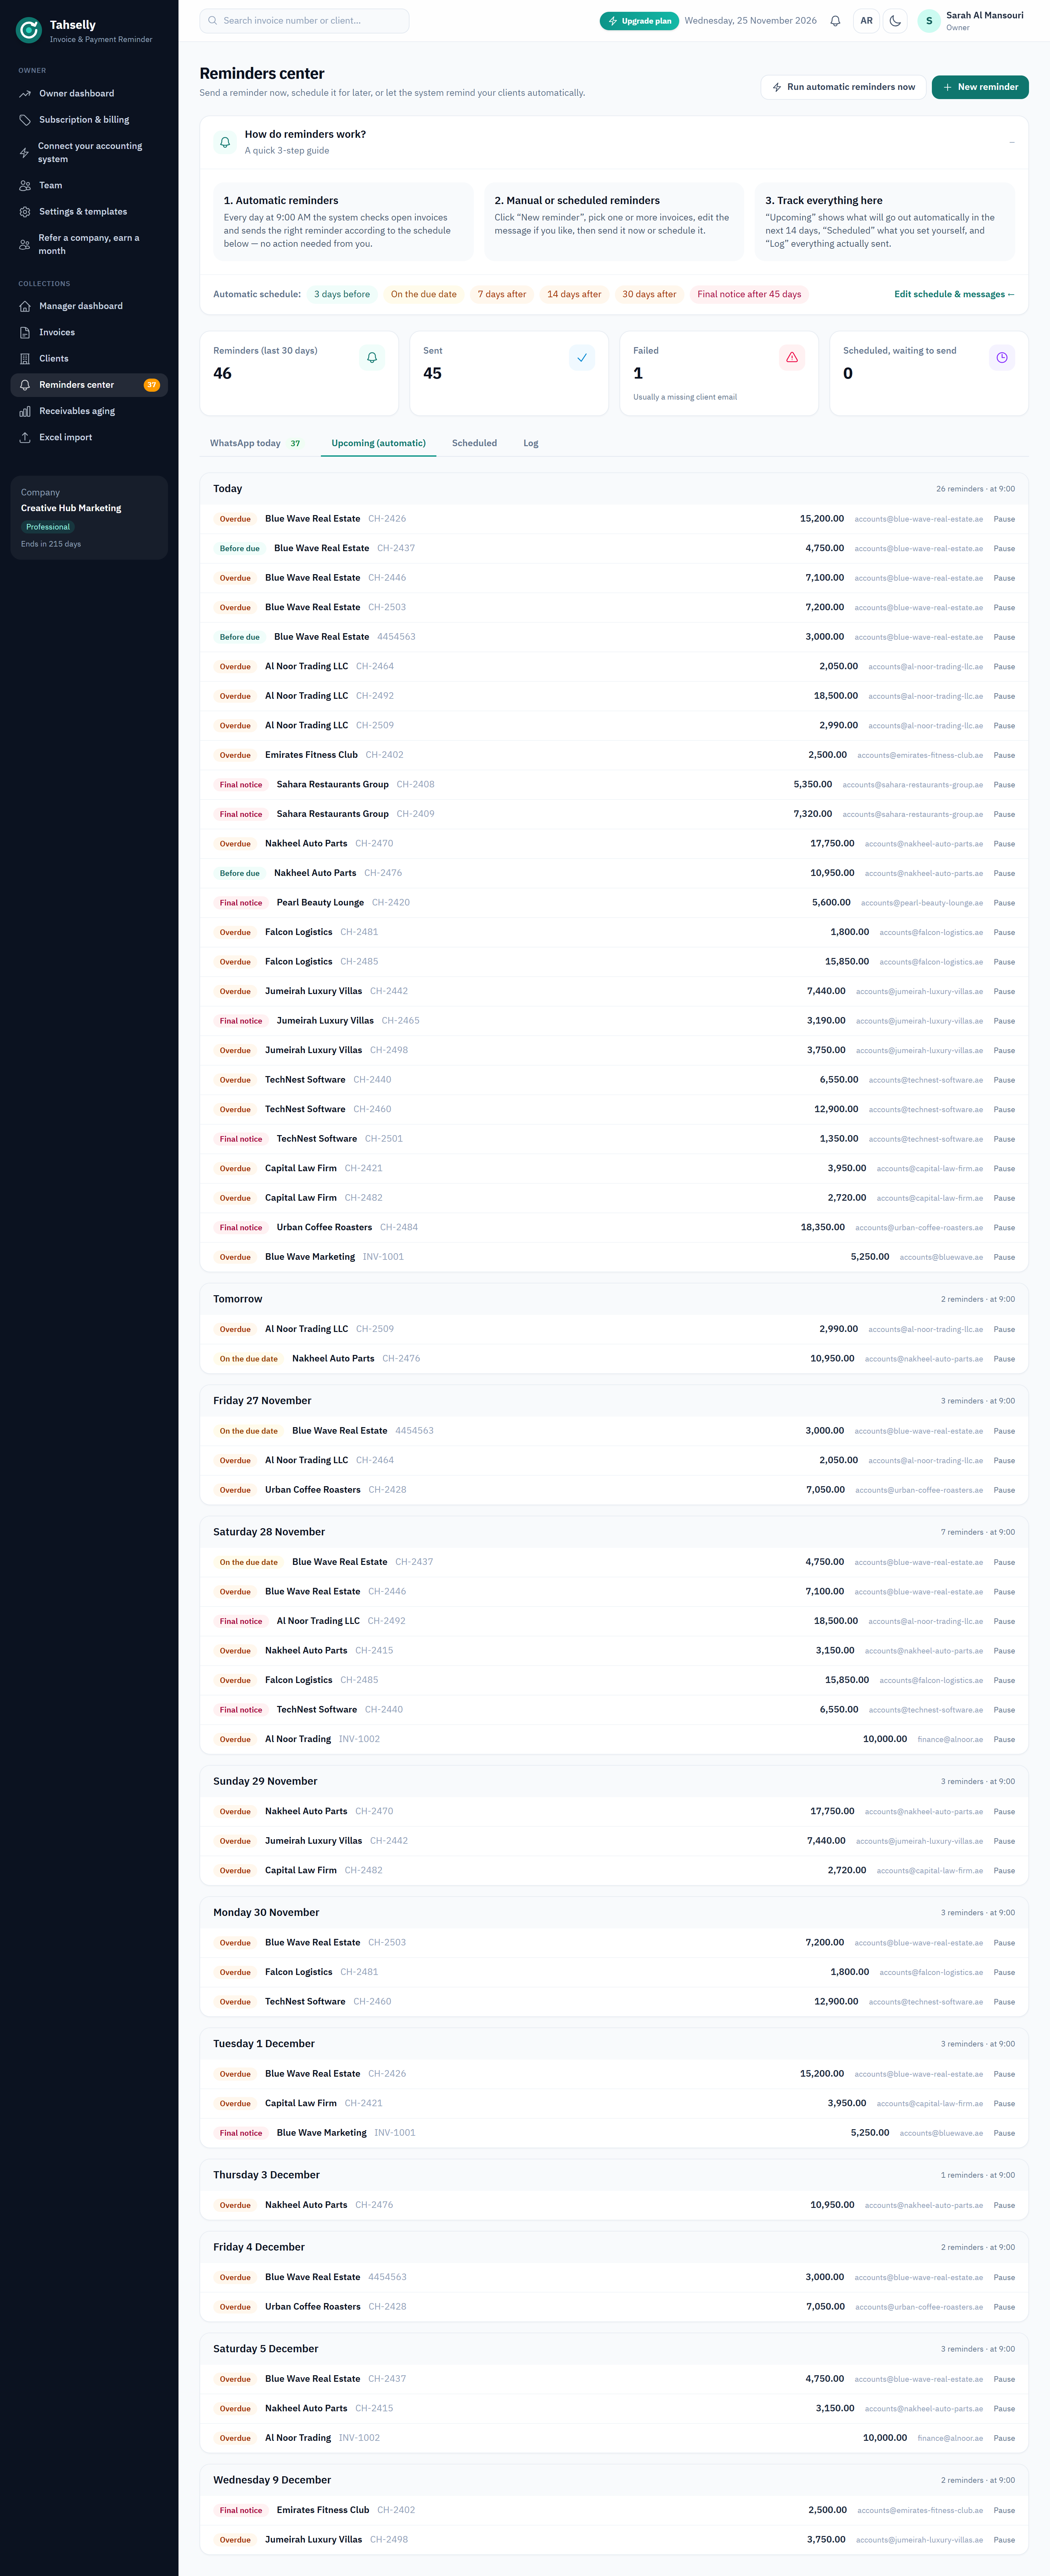 Tahselly
Invoice & Payment Reminder
OWNER
Owner dashboard
Subscription & billing
Connect your accounting
system
Team
Settings & templates
Refer a company, earn a
month
COLLECTIONS
Manager dashboard
Invoices
Clients
Reminders center 37
Receivables aging
Excel import
Company
Creative Hub Marketing
Professional
Ends in 215 days
Search invoice number or client...
Upgrade plan Wednesday, 25 November 2026 AR S Sarah Al Mansouri
Owner
Reminders center
Send a reminder now, schedule it for later, or let the system remind your clients automatically.
Run automatic reminders now
New reminder
How do reminders work?
A quick 3-step guide
1. Automatic reminders
Every day at 9:00 AM the system checks open invoices
and sends the right reminder according to the schedule
below — no action needed from you.
2. Manual or scheduled reminders
Click “New reminder”, pick one or more invoices, edit the
message if you like, then send it now or schedule it.
3. Track everything here
“Upcoming” shows what will go out automatically in the
next 14 days, “Scheduled” what you set yourself, and
“Log” everything actually sent.
Automatic schedule: 3 days before On the due date 7 days after 14 days after 30 days after Final notice after 45 days Edit schedule & messages ←
Reminders (last 30 days)
46
Sent
45
Failed
1
Usually a missing client email
Scheduled, waiting to send
0
WhatsApp today 37 Upcoming (automatic) Scheduled Log
Today 26 reminders · at 9:00
Overdue Blue Wave Real Estate CH-2426 15,200.00 accounts@blue-wave-real-estate.ae Pause
Before due Blue Wave Real Estate CH-2437 4,750.00 accounts@blue-wave-real-estate.ae Pause
Overdue Blue Wave Real Estate CH-2446 7,100.00 accounts@blue-wave-real-estate.ae Pause
Overdue Blue Wave Real Estate CH-2503 7,200.00 accounts@blue-wave-real-estate.ae Pause
Before due Blue Wave Real Estate 4454563 3,000.00 accounts@blue-wave-real-estate.ae Pause
Overdue Al Noor Trading LLC CH-2464 2,050.00 accounts@al-noor-trading-llc.ae Pause
Overdue Al Noor Trading LLC CH-2492 18,500.00 accounts@al-noor-trading-llc.ae Pause
Overdue Al Noor Trading LLC CH-2509 2,990.00 accounts@al-noor-trading-llc.ae Pause
Overdue Emirates Fitness Club CH-2402 2,500.00 accounts@emirates-fitness-club.ae Pause
Final notice Sahara Restaurants Group CH-2408 5,350.00 accounts@sahara-restaurants-group.ae Pause
Final notice Sahara Restaurants Group CH-2409 7,320.00 accounts@sahara-restaurants-group.ae Pause
Overdue Nakheel Auto Parts CH-2470 17,750.00 accounts@nakheel-auto-parts.ae Pause
Before due Nakheel Auto Parts CH-2476 10,950.00 accounts@nakheel-auto-parts.ae Pause
Final notice Pearl Beauty Lounge CH-2420 5,600.00 accounts@pearl-beauty-lounge.ae Pause
Overdue Falcon Logistics CH-2481 1,800.00 accounts@falcon-logistics.ae Pause
Overdue Falcon Logistics CH-2485 15,850.00 accounts@falcon-logistics.ae Pause
Overdue Jumeirah Luxury Villas CH-2442 7,440.00 accounts@jumeirah-luxury-villas.ae Pause
Final notice Jumeirah Luxury Villas CH-2465 3,190.00 accounts@jumeirah-luxury-villas.ae Pause
Overdue Jumeirah Luxury Villas CH-2498 3,750.00 accounts@jumeirah-luxury-villas.ae Pause
Overdue TechNest Software CH-2440 6,550.00 accounts@technest-software.ae Pause
Overdue TechNest Software CH-2460 12,900.00 accounts@technest-software.ae Pause
Final notice TechNest Software CH-2501 1,350.00 accounts@technest-software.ae Pause
Overdue Capital Law Firm CH-2421 3,950.00 accounts@capital-law-firm.ae Pause
Overdue Capital Law Firm CH-2482 2,720.00 accounts@capital-law-firm.ae Pause
Final notice Urban Coffee Roasters CH-2484 18,350.00 accounts@urban-coffee-roasters.ae Pause
Overdue Blue Wave Marketing INV-1001 5,250.00 accounts@bluewave.ae Pause
Tomorrow 2 reminders · at 9:00
Overdue Al Noor Trading LLC CH-2509 2,990.00 accounts@al-noor-trading-llc.ae Pause
On the due date Nakheel Auto Parts CH-2476 10,950.00 accounts@nakheel-auto-parts.ae Pause
Friday 27 November 3 reminders · at 9:00
On the due date Blue Wave Real Estate 4454563 3,000.00 accounts@blue-wave-real-estate.ae Pause
Overdue Al Noor Trading LLC CH-2464 2,050.00 accounts@al-noor-trading-llc.ae Pause
Overdue Urban Coffee Roasters CH-2428 7,050.00 accounts@urban-coffee-roasters.ae Pause
Saturday 28 November 7 reminders · at 9:00
On the due date Blue Wave Real Estate CH-2437 4,750.00 accounts@blue-wave-real-estate.ae Pause
Overdue Blue Wave Real Estate CH-2446 7,100.00 accounts@blue-wave-real-estate.ae Pause
Final notice Al Noor Trading LLC CH-2492 18,500.00 accounts@al-noor-trading-llc.ae Pause
Overdue Nakheel Auto Parts CH-2415 3,150.00 accounts@nakheel-auto-parts.ae Pause
Overdue Falcon Logistics CH-2485 15,850.00 accounts@falcon-logistics.ae Pause
Final notice TechNest Software CH-2440 6,550.00 accounts@technest-software.ae Pause
Overdue Al Noor Trading INV-1002 10,000.00 finance@alnoor.ae Pause
Sunday 29 November 3 reminders · at 9:00
Overdue Nakheel Auto Parts CH-2470 17,750.00 accounts@nakheel-auto-parts.ae Pause
Overdue Jumeirah Luxury Villas CH-2442 7,440.00 accounts@jumeirah-luxury-villas.ae Pause
Overdue Capital Law Firm CH-2482 2,720.00 accounts@capital-law-firm.ae Pause
Monday 30 November 3 reminders · at 9:00
Overdue Blue Wave Real Estate CH-2503 7,200.00 accounts@blue-wave-real-estate.ae Pause
Overdue Falcon Logistics CH-2481 1,800.00 accounts@falcon-logistics.ae Pause
Overdue TechNest Software CH-2460 12,900.00 accounts@technest-software.ae Pause
Tuesday 1 December 3 reminders · at 9:00
Overdue Blue Wave Real Estate CH-2426 15,200.00 accounts@blue-wave-real-estate.ae Pause
Overdue Capital Law Firm CH-2421 3,950.00 accounts@capital-law-firm.ae Pause
Final notice Blue Wave Marketing INV-1001 5,250.00 accounts@bluewave.ae Pause
Thursday 3 December 1 reminders · at 9:00
Overdue Nakheel Auto Parts CH-2476 10,950.00 accounts@nakheel-auto-parts.ae Pause
Friday 4 December 2 reminders · at 9:00
Overdue Blue Wave Real Estate 4454563 3,000.00 accounts@blue-wave-real-estate.ae Pause
Overdue Urban Coffee Roasters CH-2428 7,050.00 accounts@urban-coffee-roasters.ae Pause
Saturday 5 December 3 reminders · at 9:00
Overdue Blue Wave Real Estate CH-2437 4,750.00 accounts@blue-wave-real-estate.ae Pause
Overdue Nakheel Auto Parts CH-2415 3,150.00 accounts@nakheel-auto-parts.ae Pause
Overdue Al Noor Trading INV-1002 10,000.00 finance@alnoor.ae Pause
Wednesday 9 December 2 reminders · at 9:00
Final notice Emirates Fitness Club CH-2402 2,500.00 accounts@emirates-fitness-club.ae Pause
Overdue Jumeirah Luxury Villas CH-2498 3,750.00 accounts@jumeirah-luxury-villas.ae Pause